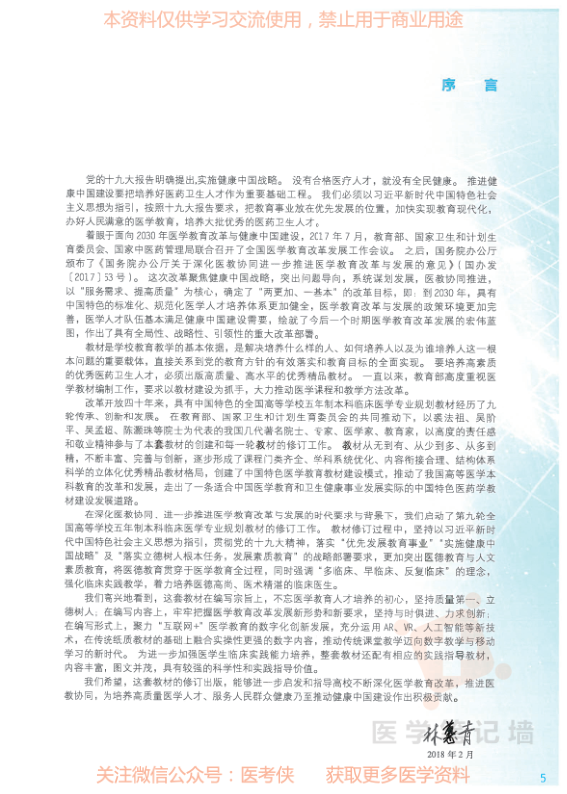 本资料仅供学习交流使用，禁止用于商业用途
序 言
党的十九大报告明确提出,实施健康中国战略。 没有合格医疗人才，就没有全民健康。 推进健
康中国建设要把培养好医药卫生人才作为重要基础工程。 我们必须以习近平新时代中国特色社会
主义思想为指引，按照十九大报告要求，把教育事业放在优先发展的位置，加快实现教育现代化，
办好人民满意的医学教育，培养大批优秀的医药卫生人才。
着眼于面向 2030 年医学教育改革与健康中国建设，2017 年 7 月，教育部、国家卫生和计划生
育委员会、国家中医药管理局联合召开了全国医学教育改革发展工作会议。 之后，国务院办公厅
颁布了《国务院办公厅关于深化医教协同进一步推进医学教育改革与发展的意见》（国办发
〔2017〕53 号）。 这次改革聚焦健康中国战略，突出问题导向，系统谋划发展，医教协同推进，
以“服务需求、提高质量”为核心，确定了“两更加、一基本”的改革目标，即：到 2030 年，具有
中国特色的标准化、规范化医学人才培养体系更加健全，医学教育改革与发展的政策环境更加完
善，医学人才队伍基本满足健康中国建设需要，绘就了今后一个时期医学教育改革发展的宏伟蓝
图，作出了具有全局性、战略性、引领性的重大改革部署。
教材是学校教育教学的基本依据，是解决培养什么样的人、如何培养人以及为谁培养人这一根
本问题的重要载体，直接关系到党的教育方针的有效落实和教育目标的全面实现。 要培养高素质
的优秀医药卫生人才，必须出版高质量、高水平的优秀精品教材。 一直以来，教育部高度重视医
学教材编制工作，要求以教材建设为抓手，大力推动医学课程和教学方法改革。
改革开放四十年来，具有中国特色的全国高等学校五年制本科临床医学专业规划教材经历了九
轮传承、创新和发展。 在教育部、国家卫生和计划生育委员会的共同推动下，以裘法祖、吴阶
平、吴孟超、陈灏珠等院士为代表的我国几代著名院士、专家、医学家、教育家，以高度的责任感
和敬业精神参与了本套教材的创建和每一轮教材的修订工作。 教材从无到有、从少到多、从多到
精，不断丰富、完善与创新，逐步形成了课程门类齐全、学科系统优化、内容衔接合理、结构体系
科学的立体化优秀精品教材格局，创建了中国特色医学教育教材建设模式，推动了我国高等医学本
科教育的改革和发展，走出了一条适合中国医学教育和卫生健康事业发展实际的中国特色医药学教
材建设发展道路。
在深化医教协同、进一步推进医学教育改革与发展的时代要求与背景下，我们启动了第九轮全
国高等学校五年制本科临床医学专业规划教材的修订工作。 教材修订过程中，坚持以习近平新时
代中国特色社会主义思想为指引，贯彻党的十九大精神，落实“优先发展教育事业”“实施健康中
国战略”及“落实立德树人根本任务，发展素质教育”的战略部署要求，更加突出医德教育与人文
素质教育，将医德教育贯穿于医学教育全过程，同时强调“多临床、早临床、反复临床”的理念，
强化临床实践教学，着力培养医德高尚、医术精湛的临床医生。
我们高兴地看到，这套教材在编写宗旨上，不忘医学教育人才培养的初心，坚持质量第一、立
德树人；在编写内容上，牢牢把握医学教育改革发展新形势和新要求，坚持与时俱进、力求创新；
在编写形式上，聚力“互联网+”医学教育的数字化创新发展，充分运用 AR、VR、人工智能等新技
术，在传统纸质教材的基础上融合实操性更强的数字内容，推动传统课堂教学迈向数字教学与移动
学习的新时代。 为进一步加强医学生临床实践能力培养，整套教材还配有相应的实践指导教材，
内容丰富，图文并茂，具有较强的科学性和实践指导价值。
我们希望，这套教材的修订出版，能够进一步启发和指导高校不断深化医学教育改革，推进医
教协同，为培养高质量医学人才、服务人民群众健康乃至推动健康中国建设作出积极贡献。
林蕙青
医学 记墙
2018 年 2 月
关注微信公众号：医考侠 获取更多医学资料
5